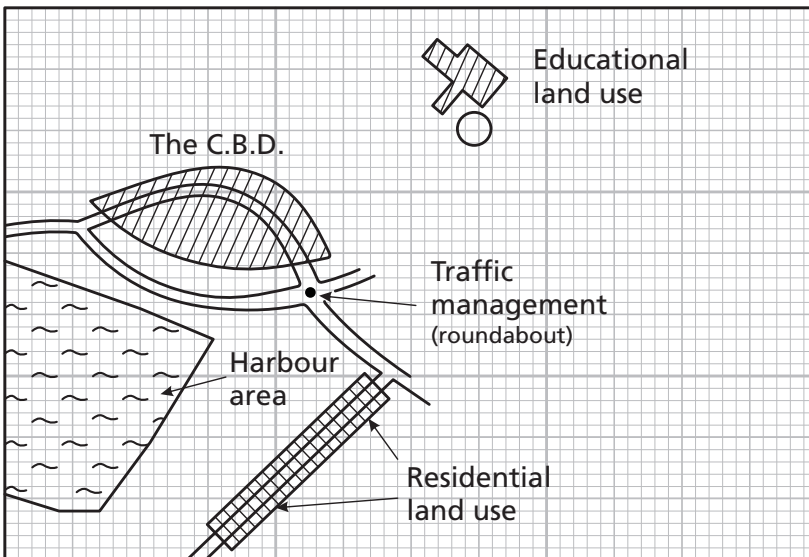 Educational
land use
The C.B.D.
Traffic
management
(roundabout)
Harbour
area
Residential
land use